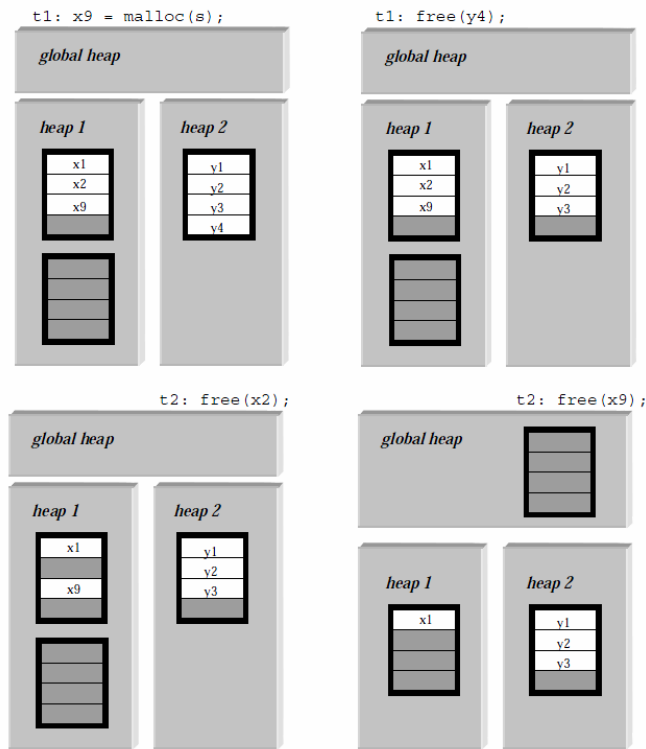 t1: x9 = malloc(s);
global heap
heap 1
heap 2
x1
x2
x9
y1
y2
y3
y4
t1: free(y4);
global heap
heap 1
heap 2
x1
x2
x9
y1
y2
y3
t2: free(x2);
global heap
heap 1
heap 2
x1
x9
y1
y2
y3
t2: free(x9);
global heap
heap 1
heap 2
x1
y1
y2
y3